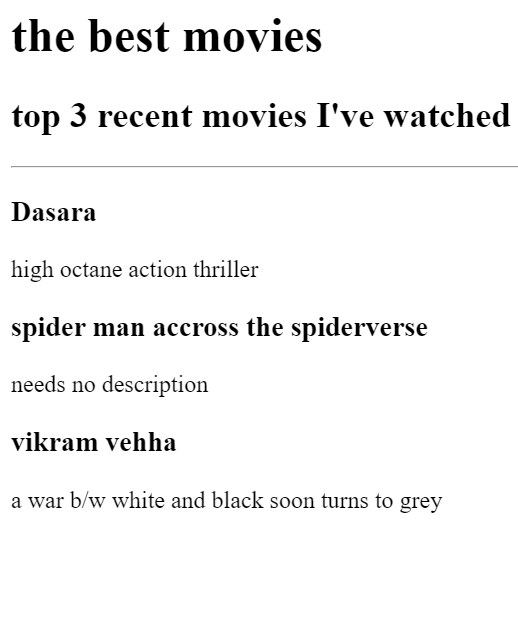 the best movies
top 3 recent movies I've watched
Dasara
high octane action thriller
spider man accross the spiderverse
needs no description
vikram vehha
a war b/w white and black soon turns to grey